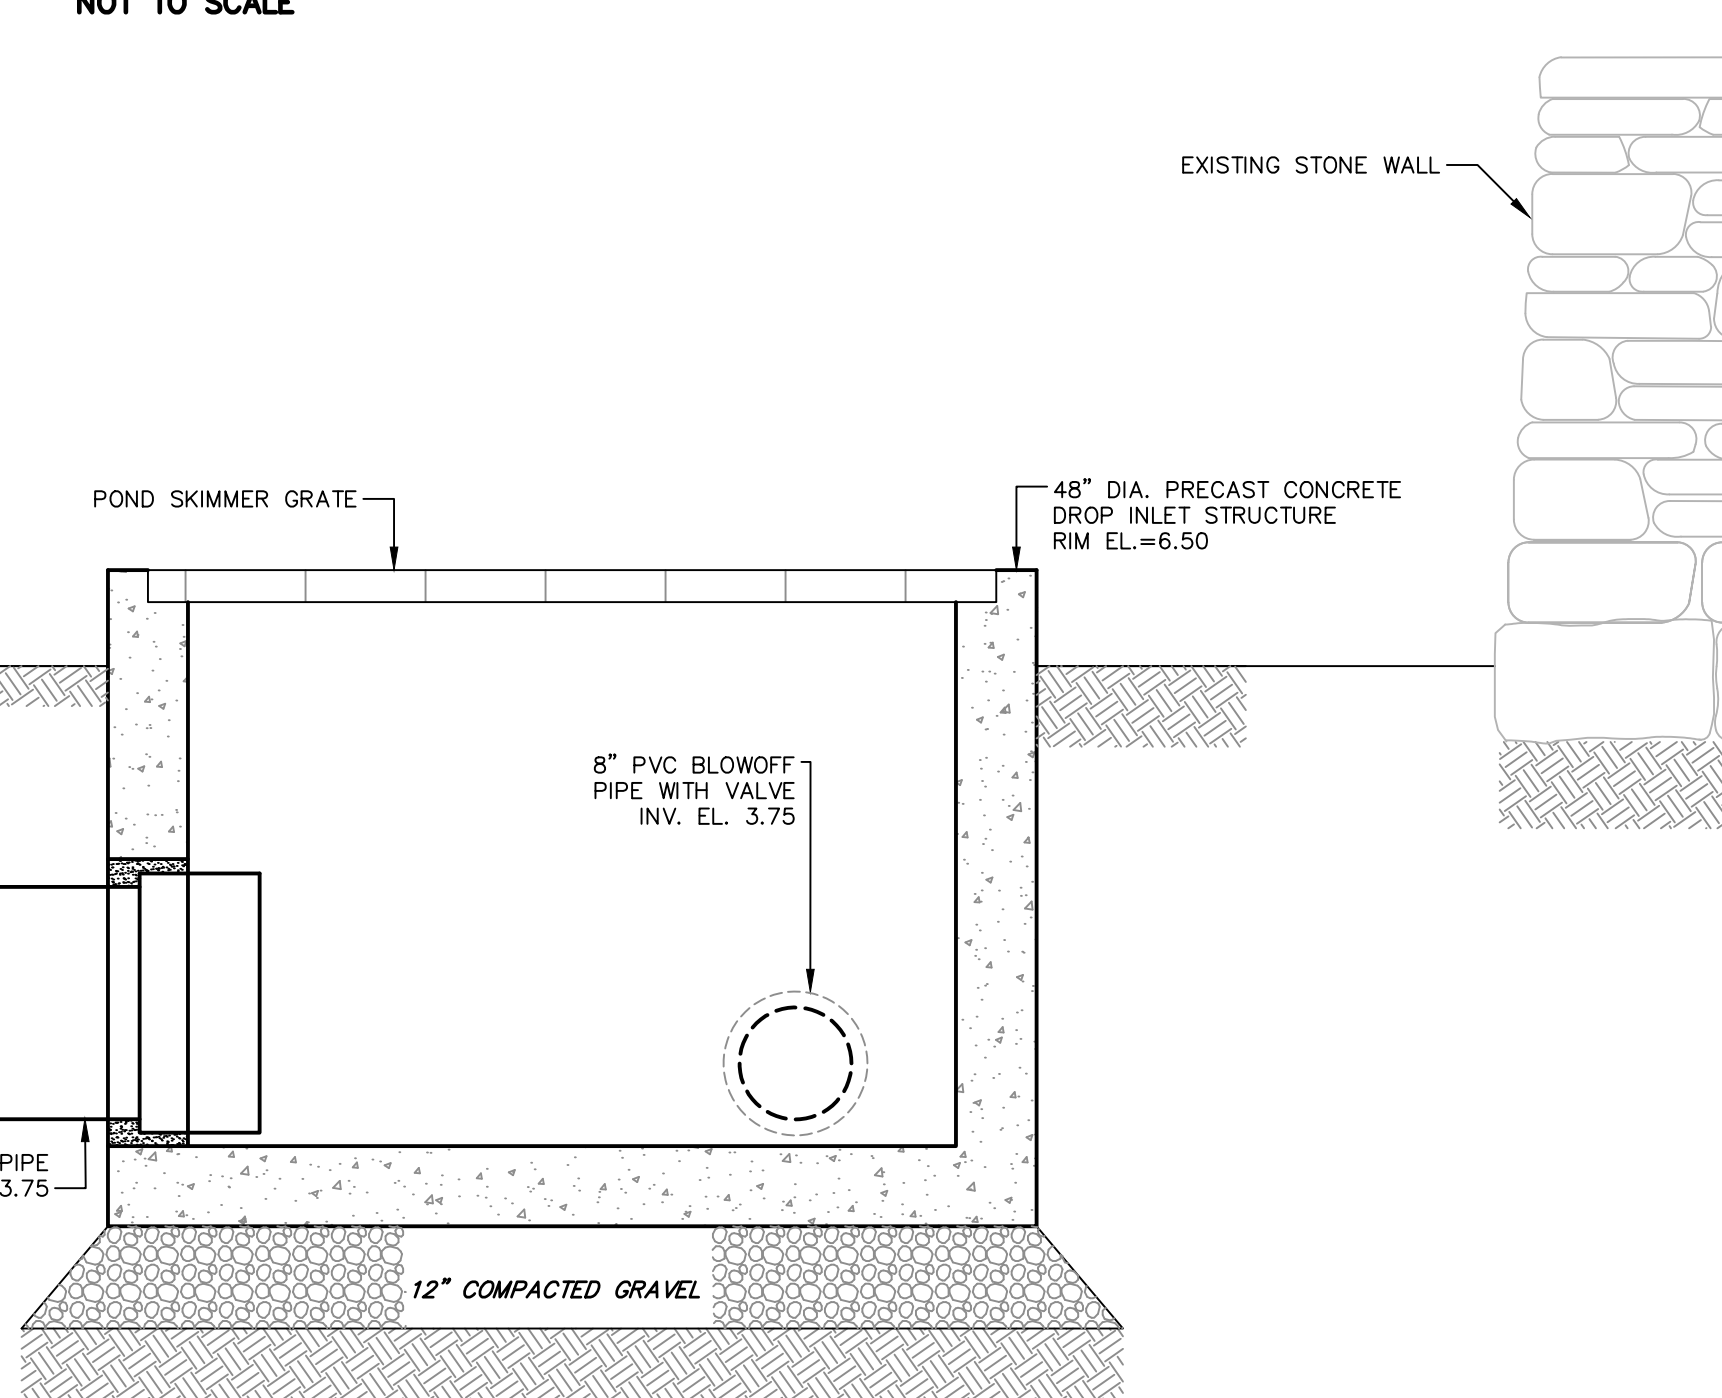 NOT TO SCALE
EXISTING STONE WALL
POND SKIMMER GRATE
48" DIA. PRECAST CONCRETE
DROP INLET STRUCTURE
RIM EL.=6.50
8" PVC BLOWOFF
PIPE WITH VALVE
INV. EL. 3.75
PIPE
3.75
12" COMPACTED GRAVEL